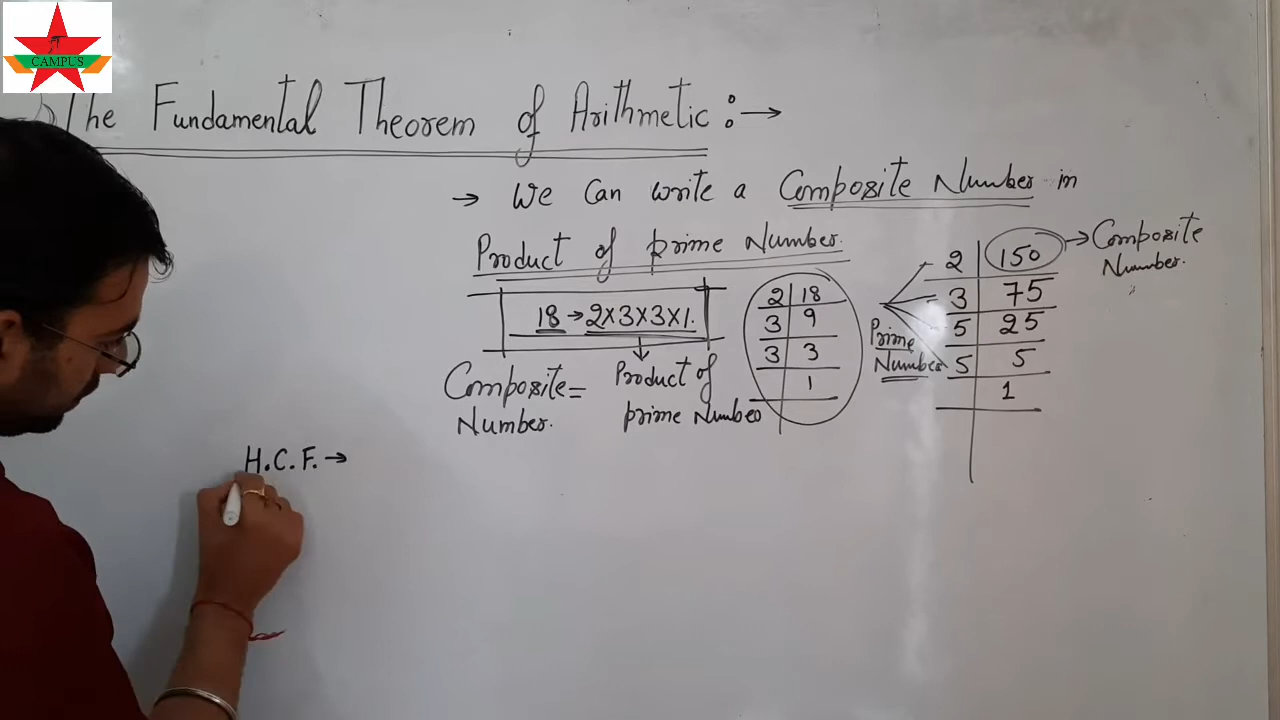 π
CAMPUS
The Fundamental Theorem of Arithmetic : →
→ We Can write a Composite Number in
Product of prime Number.
18 → 2×3×3×1.
Composite = Number.
Product of prime Number
2 | 18
3 | 9
3 | 3
1
Prime Number
2 | 150
3 | 75
5 | 25
5 | 5
1
→ Composite Number.
H.C.F. →